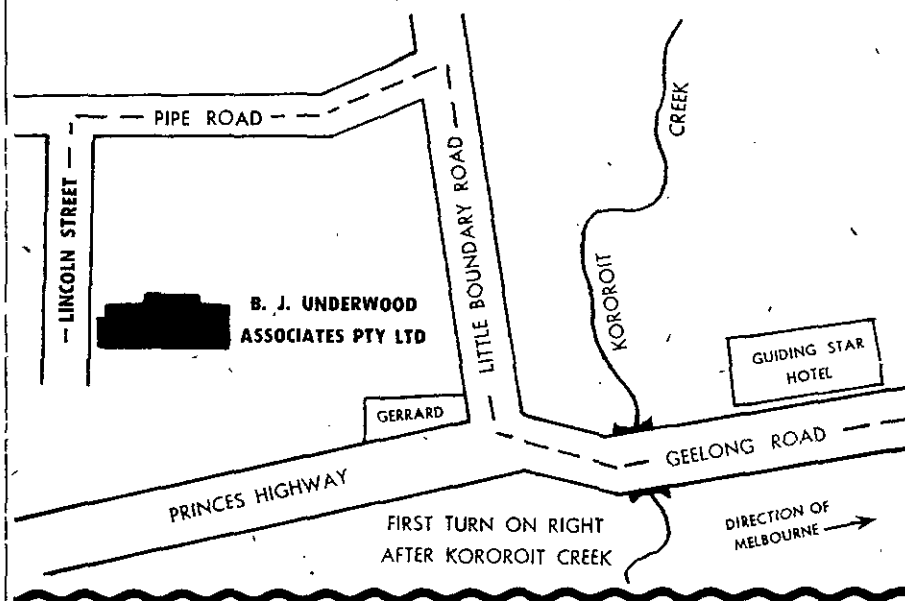 PIPE ROAD
LINCOLN STREET
B. J. UNDERWOOD
ASSOCIATES PTY LTD
LITTLE BOUNDARY ROAD
KOROROIT
CREEK
GUIDING STAR
HOTEL
GERRARD
GEELONG ROAD
PRINCES HIGHWAY
FIRST TURN ON RIGHT
AFTER KOROROIT CREEK
DIRECTION OF
MELBOURNE